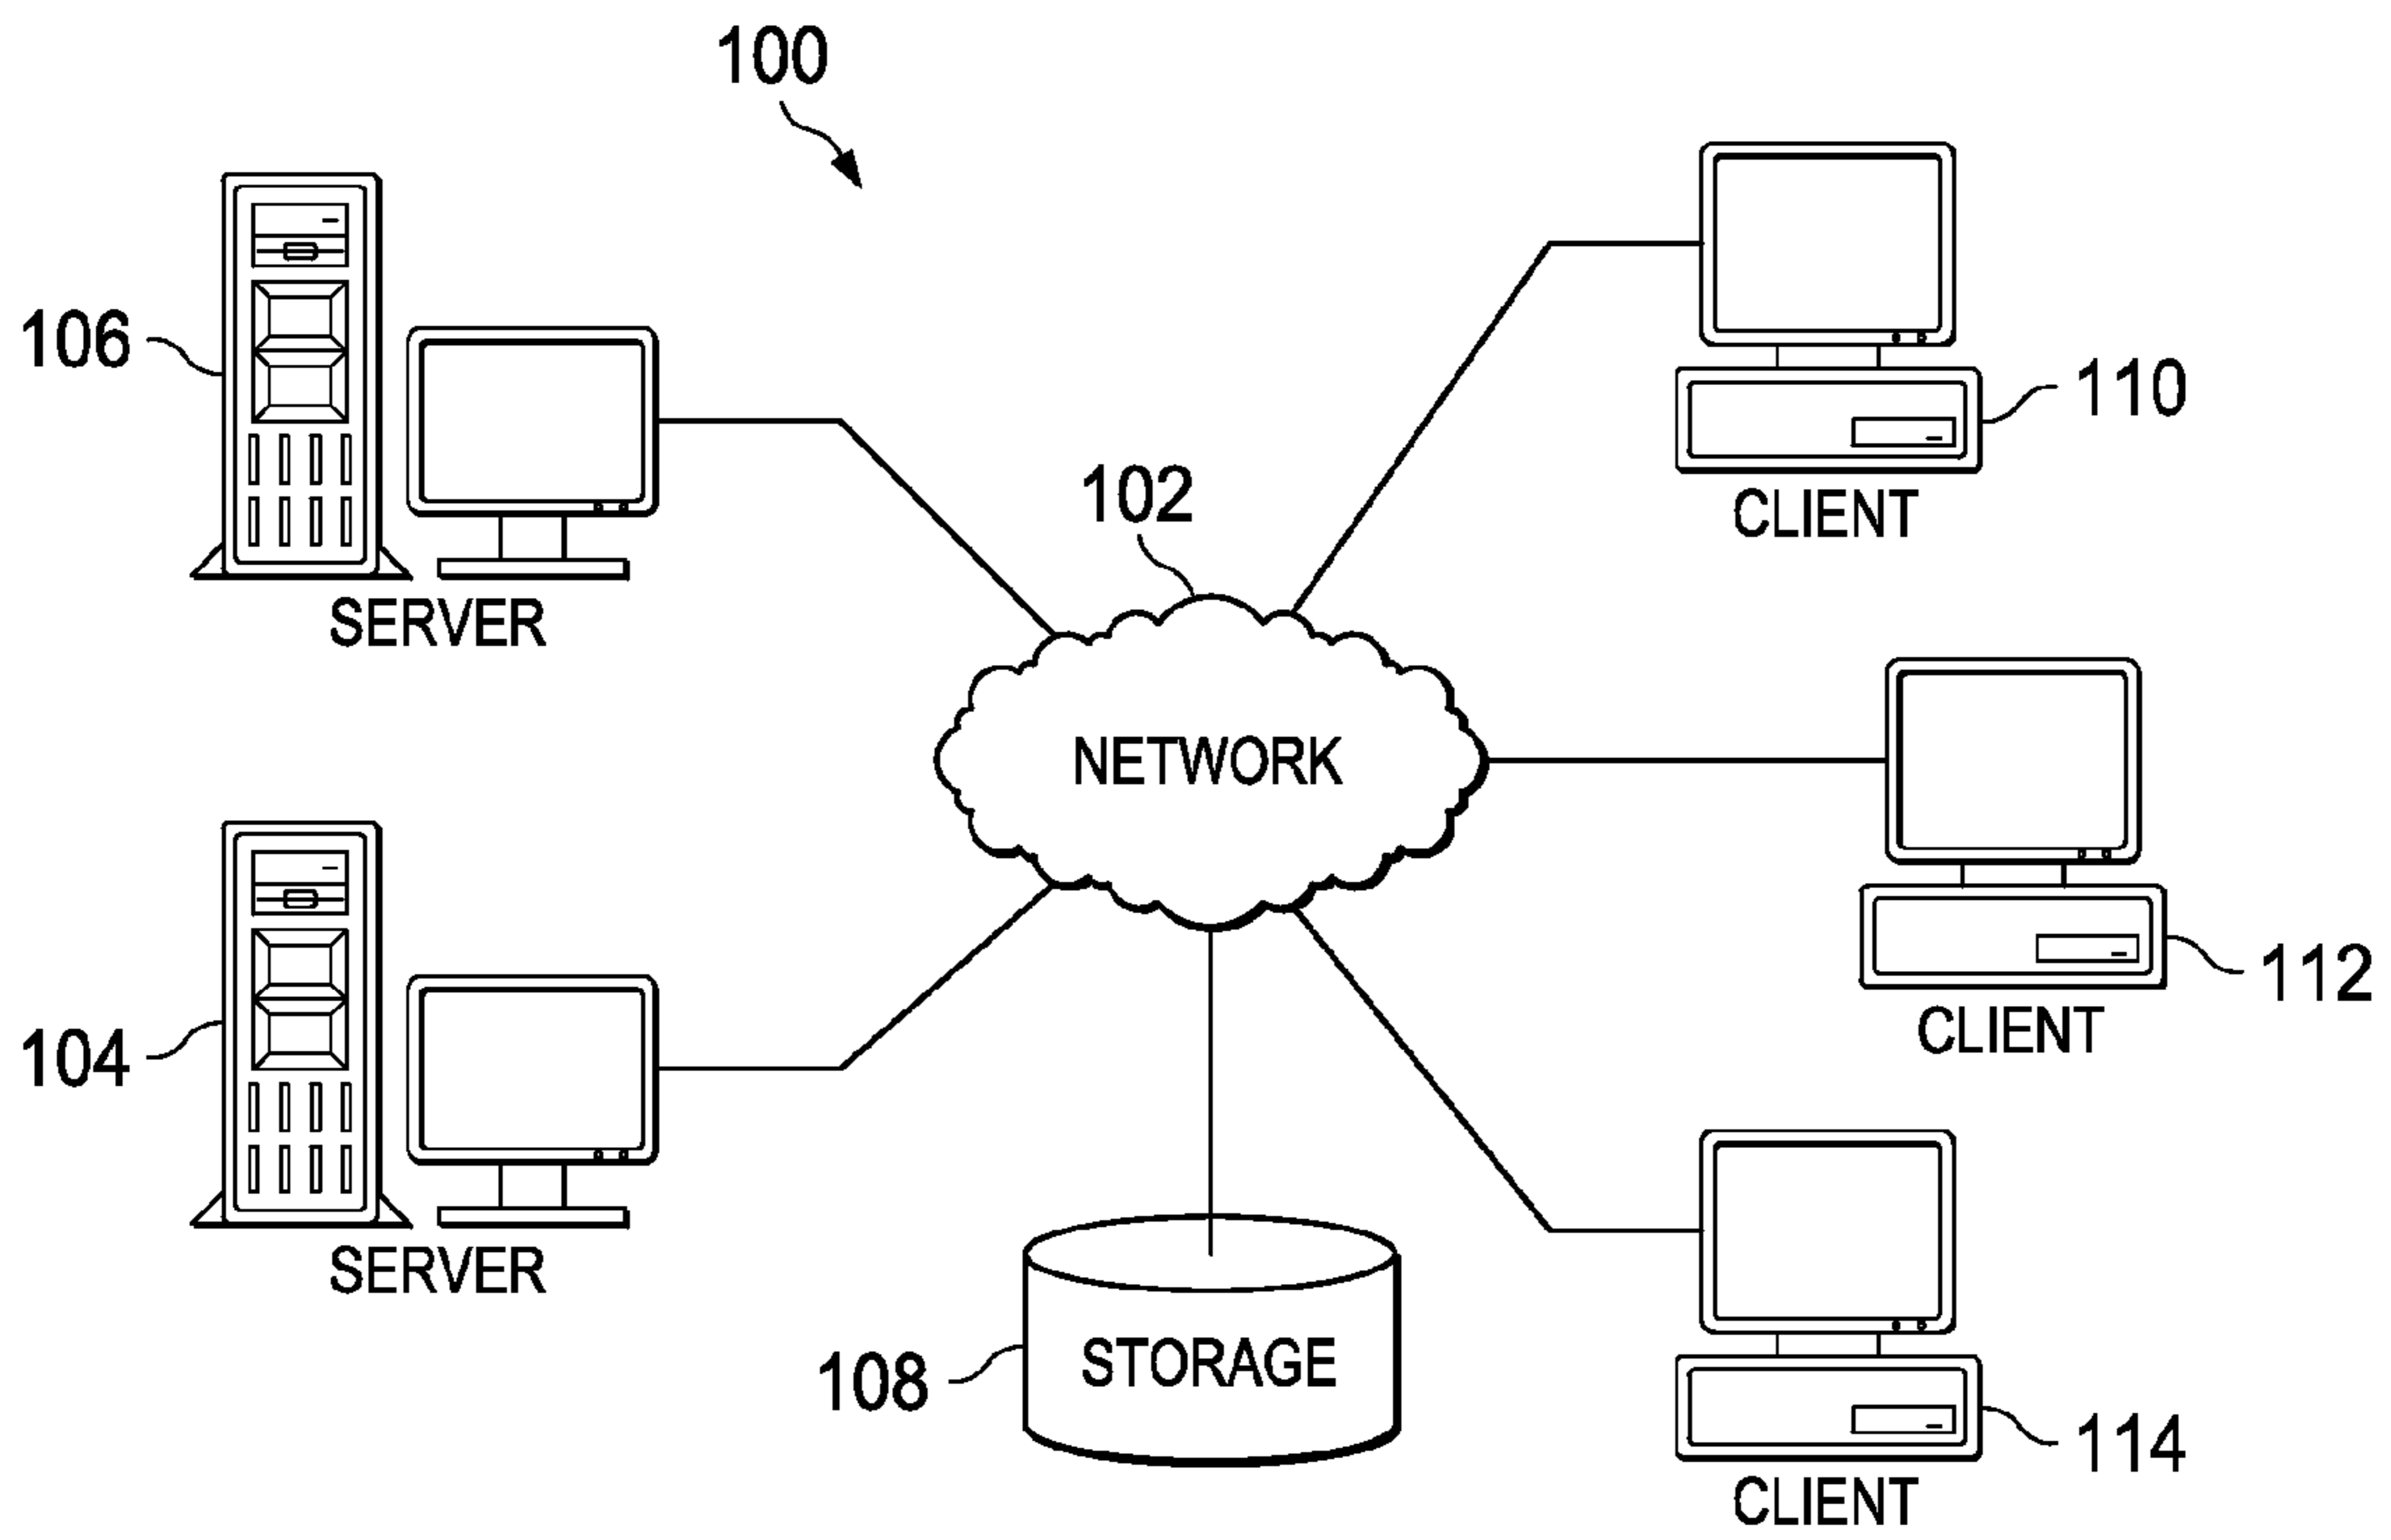 100
106
SERVER
102
110
CLIENT
NETWORK
112
CLIENT
104
SERVER
108
STORAGE
114
CLIENT